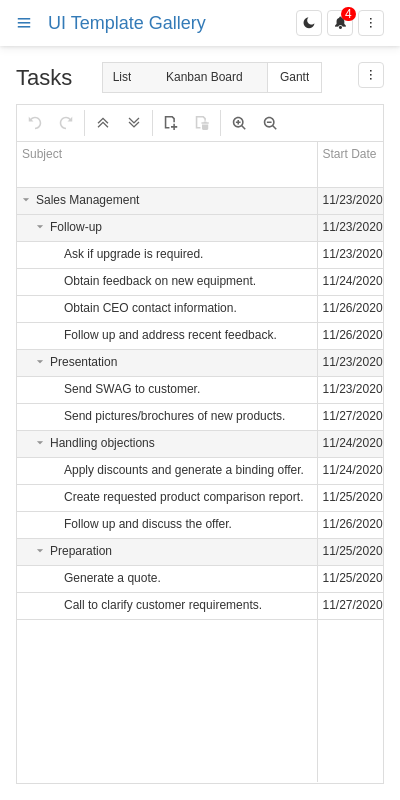 UI Template Gallery
4
Tasks
List Kanban Board Gantt
Subject Start Date
Sales Management 11/23/2020
Follow-up 11/23/2020
Ask if upgrade is required. 11/23/2020
Obtain feedback on new equipment. 11/24/2020
Obtain CEO contact information. 11/26/2020
Follow up and address recent feedback. 11/26/2020
Presentation 11/23/2020
Send SWAG to customer. 11/23/2020
Send pictures/brochures of new products. 11/27/2020
Handling objections 11/24/2020
Apply discounts and generate a binding offer. 11/24/2020
Create requested product comparison report. 11/25/2020
Follow up and discuss the offer. 11/26/2020
Preparation 11/25/2020
Generate a quote. 11/25/2020
Call to clarify customer requirements. 11/27/2020